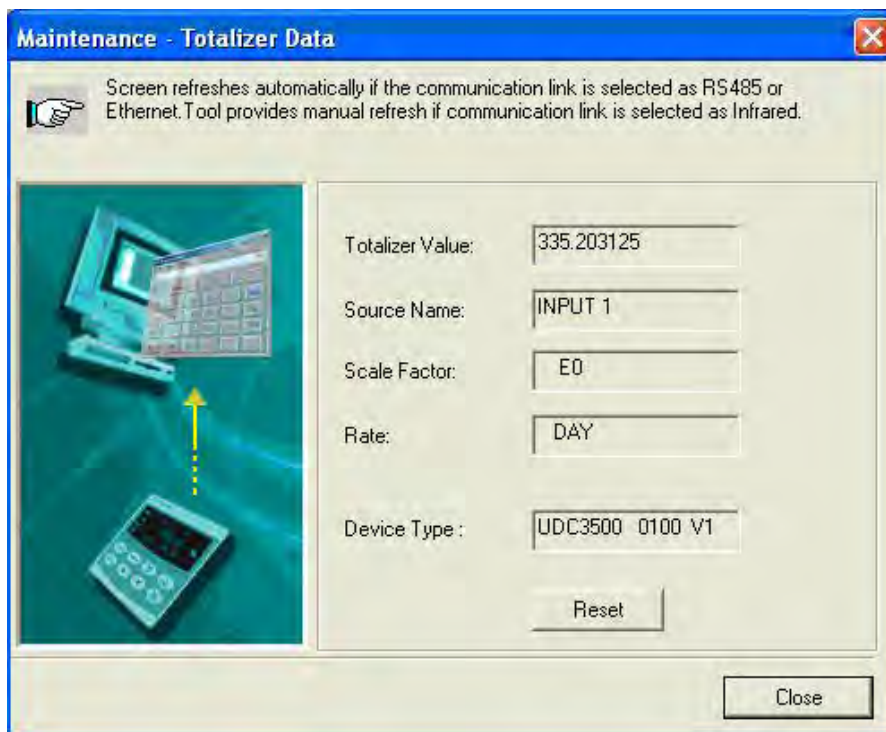 Maintenance - Totalizer Data
Screen refreshes automatically if the communication link is selected as RS485 or
Ethernet.Tool provides manual refresh if communication link is selected as Infrared.
Totalizer Value: 335.203125
Source Name: INPUT 1
Scale Factor: E0
Rate: DAY
Device Type : UDC3500 0100 V1
Reset
Close